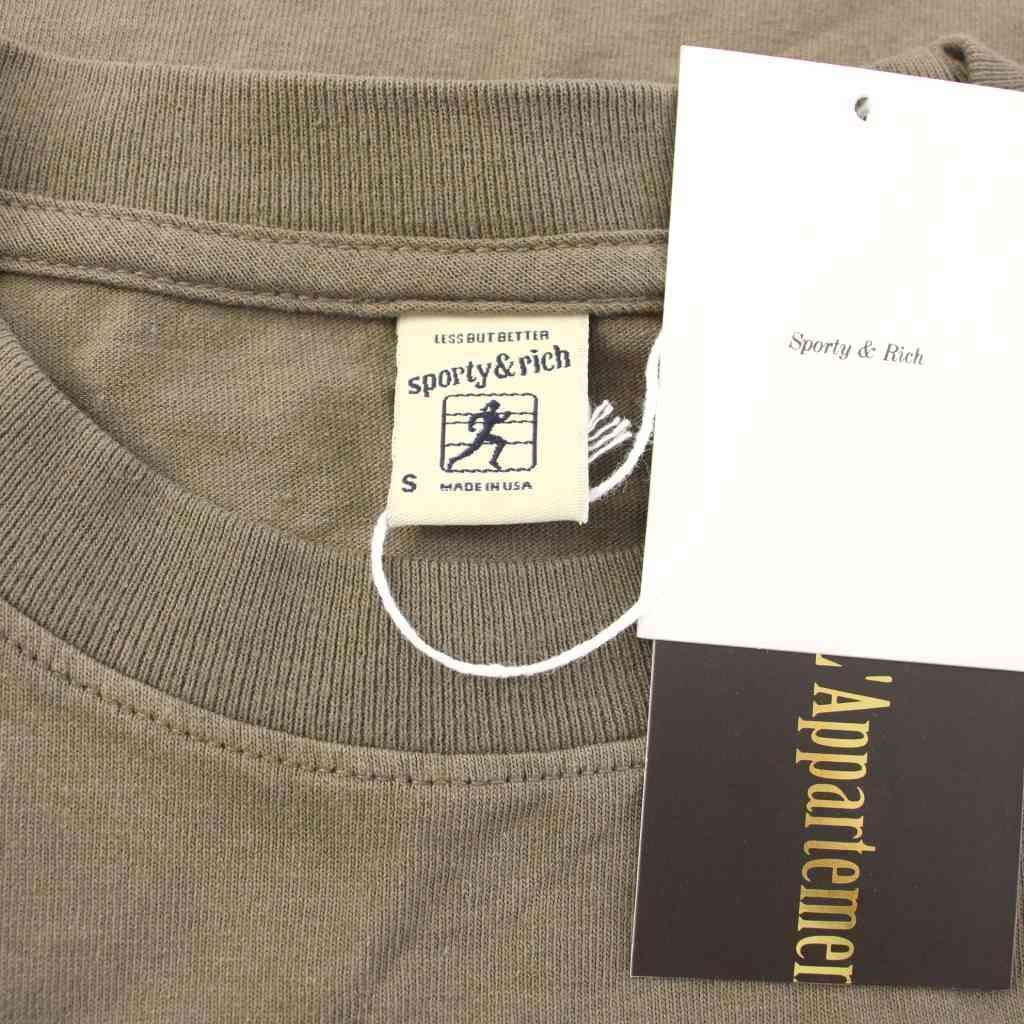 LESS BUT BETTER
sporty & rich
S MADE IN USA
Sporty & Rich
L'Appartemen